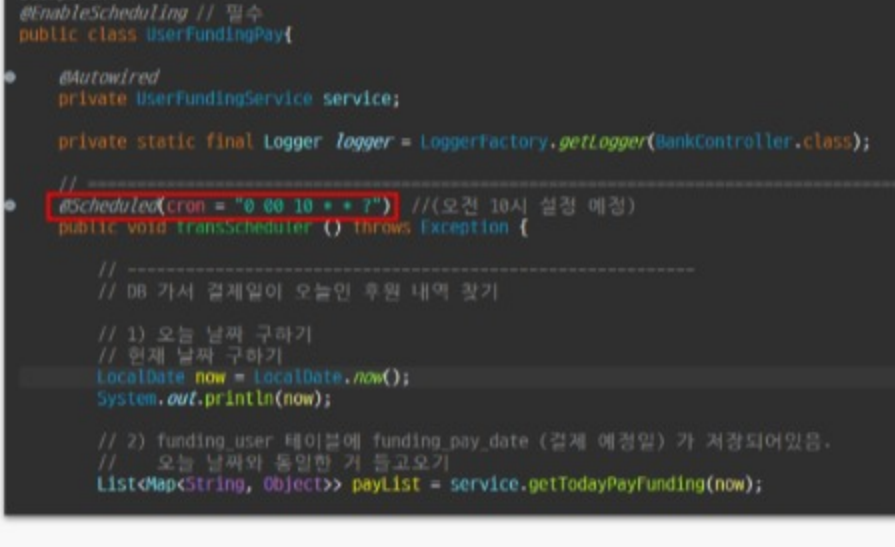 @EnableScheduling // 필수
public class UserFundingPay{
@Autowired
private UserFundingService service;
private static final Logger logger = LoggerFactory.getLogger(BankController.class);
// ==========================================================================
@Scheduled(cron = "0 00 10 * * ?") //(오전 10시 설정 예정)
public void transScheduler () throws Exception {
// ---------------------------------------------------------
// DB 가서 결제일이 오늘인 후원 내역 찾기
// 1) 오늘 날짜 구하기
// 현재 날짜 구하기
LocalDate now = LocalDate.now();
System.out.println(now);
// 2) funding_user 테이블에 funding_pay_date (결제 예정일) 가 저장되어있음.
// 오늘 날짜와 동일한 거 들고오기
List<Map<String, Object>> payList = service.getTodayPayFunding(now);